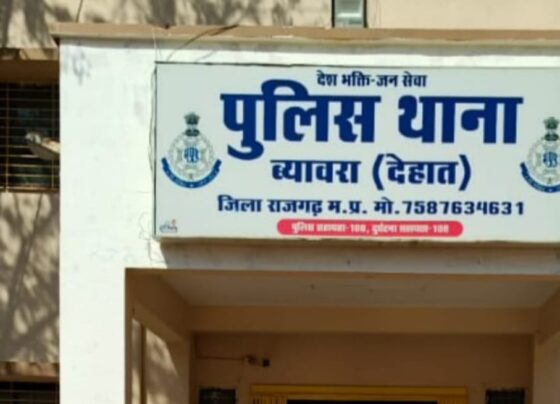 देश भक्ति-जन सेवा
पुलिस थाना
ब्यावरा (देहात)
जिला राजगढ़ म.प्र. मो.7587634631
पुलिस सहायता-100, दुर्घटना सहायता-108